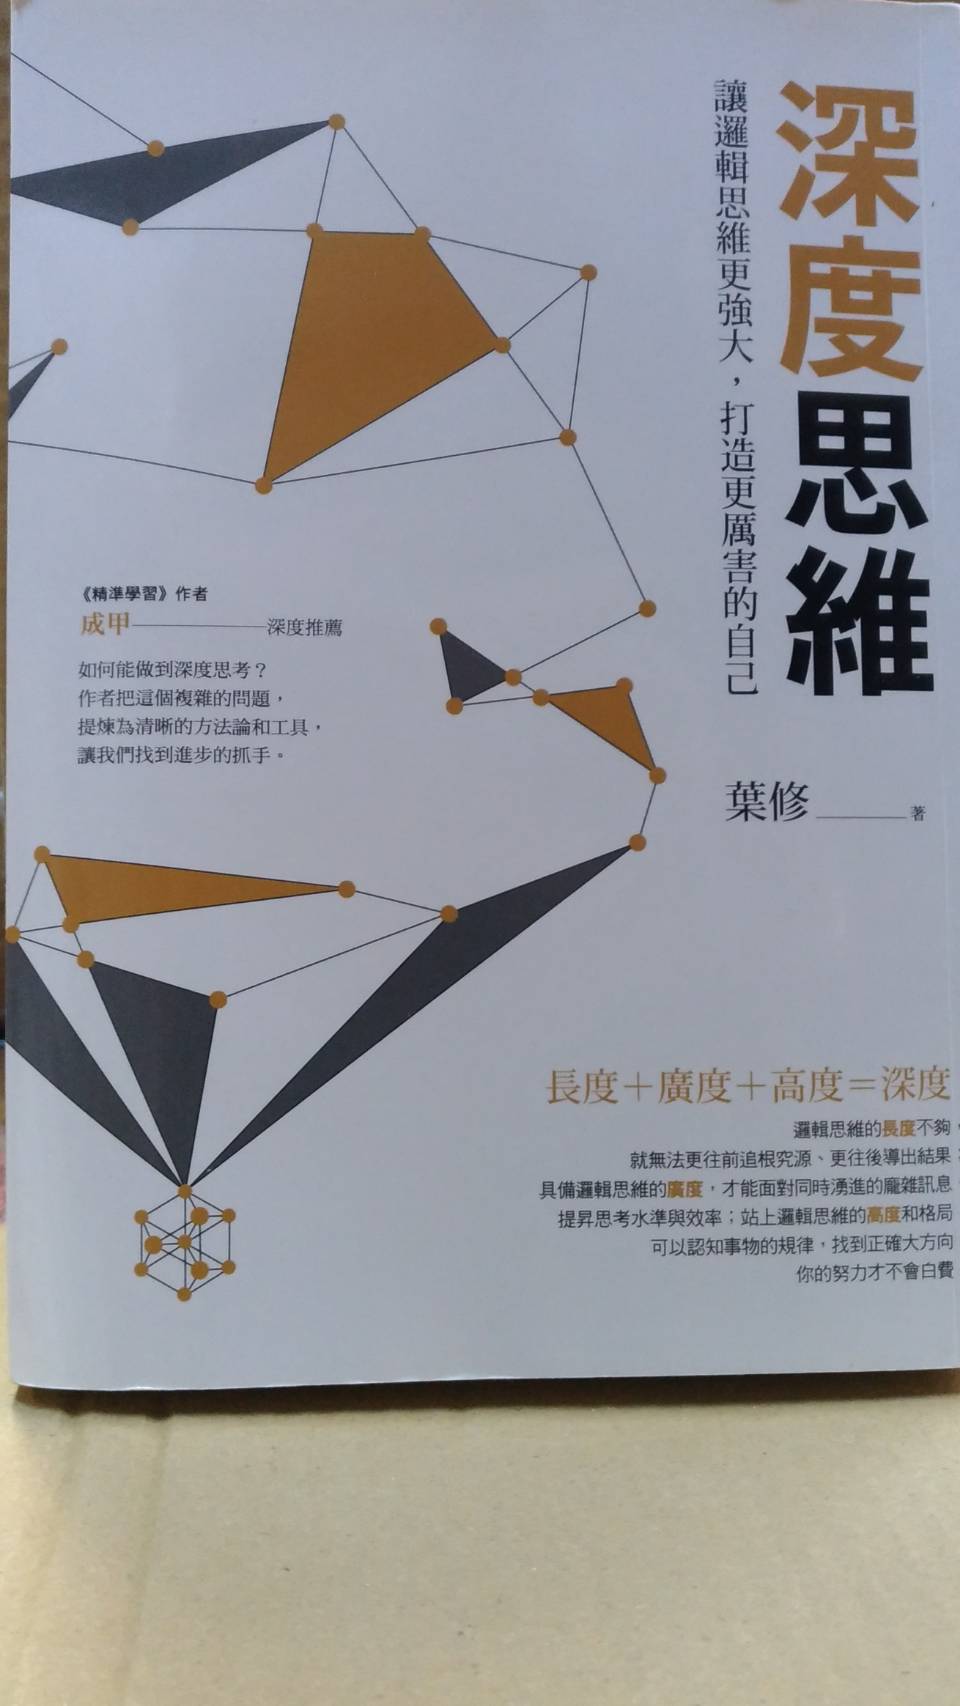 深度思維
讓邏輯思維更強大，打造更厲害的自己
葉修 著
《精準學習》作者
成甲 深度推薦
如何能做到深度思考？
作者把這個複雜的問題，
提煉為清晰的方法論和工具，
讓我們找到進步的抓手。
長度＋廣度＋高度＝深度
邏輯思維的長度不夠，
就無法更往前追根究源、更往後導出結果；
具備邏輯思維的廣度，才能面對同時湧進的龐雜訊息
提昇思考水準與效率；站上邏輯思維的高度和格局
可以認知事物的規律，找到正確大方向
你的努力才不會白費